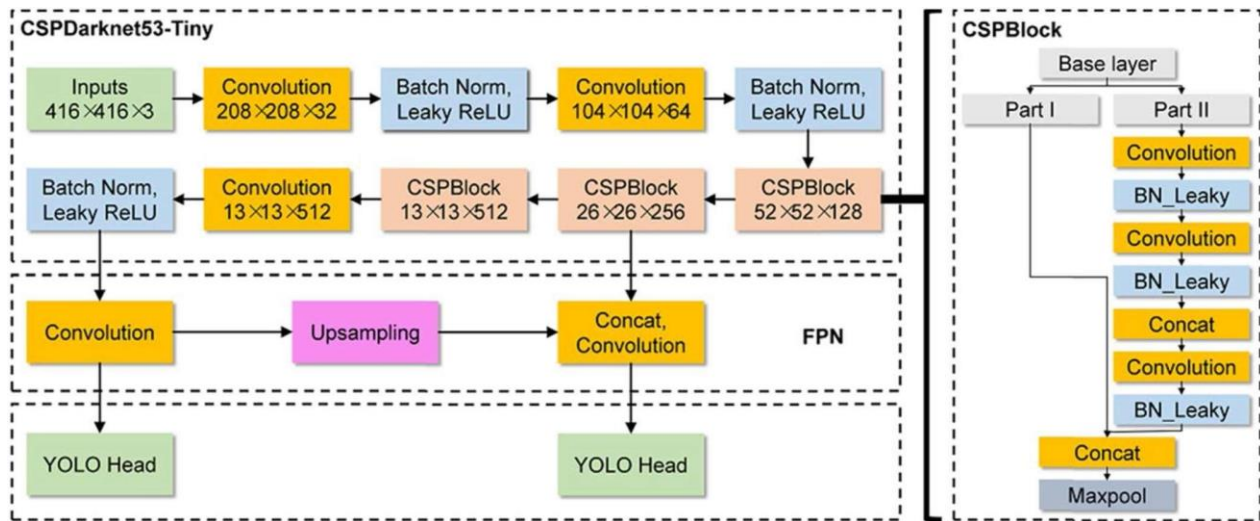 CSPDarknet53-Tiny
Inputs
416×416×3
Convolution
208×208×32
Batch Norm,
Leaky ReLU
Convolution
104×104×64
Batch Norm,
Leaky ReLU
Batch Norm,
Leaky ReLU
Convolution
13×13×512
CSPBlock
13×13×512
CSPBlock
26×26×256
CSPBlock
52×52×128
Convolution
Upsampling
Concat,
Convolution
FPN
YOLO Head
YOLO Head
CSPBlock
Base layer
Part I
Part II
Convolution
BN_Leaky
Convolution
BN_Leaky
Concat
Convolution
BN_Leaky
Concat
Maxpool